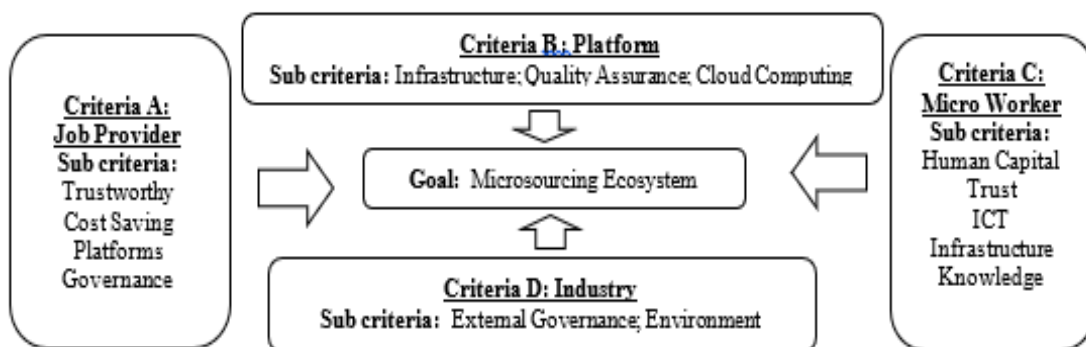 Criteria A:
Job Provider
Sub criteria:
Trustworthy
Cost Saving
Platforms
Governance
Criteria B: Platform
Sub criteria: Infrastructure; Quality Assurance; Cloud Computing
Goal: Microsourcing Ecosystem
Criteria D: Industry
Sub criteria: External Governance; Environment
Criteria C:
Micro Worker
Sub criteria:
Human Capital
Trust
ICT
Infrastructure
Knowledge